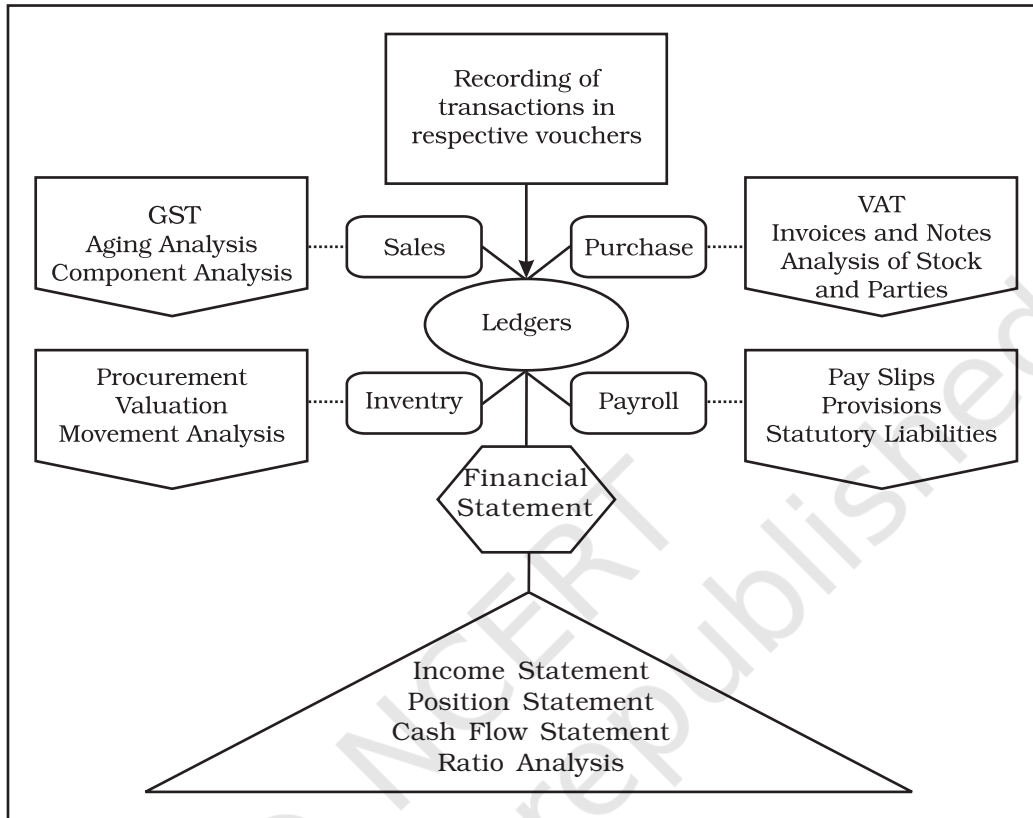 Recording of
transactions in
respective vouchers
GST
Aging Analysis
Component Analysis
Sales
Purchase
VAT
Invoices and Notes
Analysis of Stock
and Parties
Ledgers
Procurement
Valuation
Movement Analysis
Inventry
Payroll
Pay Slips
Provisions
Statutory Liabilities
Financial
Statement
Income Statement
Position Statement
Cash Flow Statement
Ratio Analysis
NCERT
republished